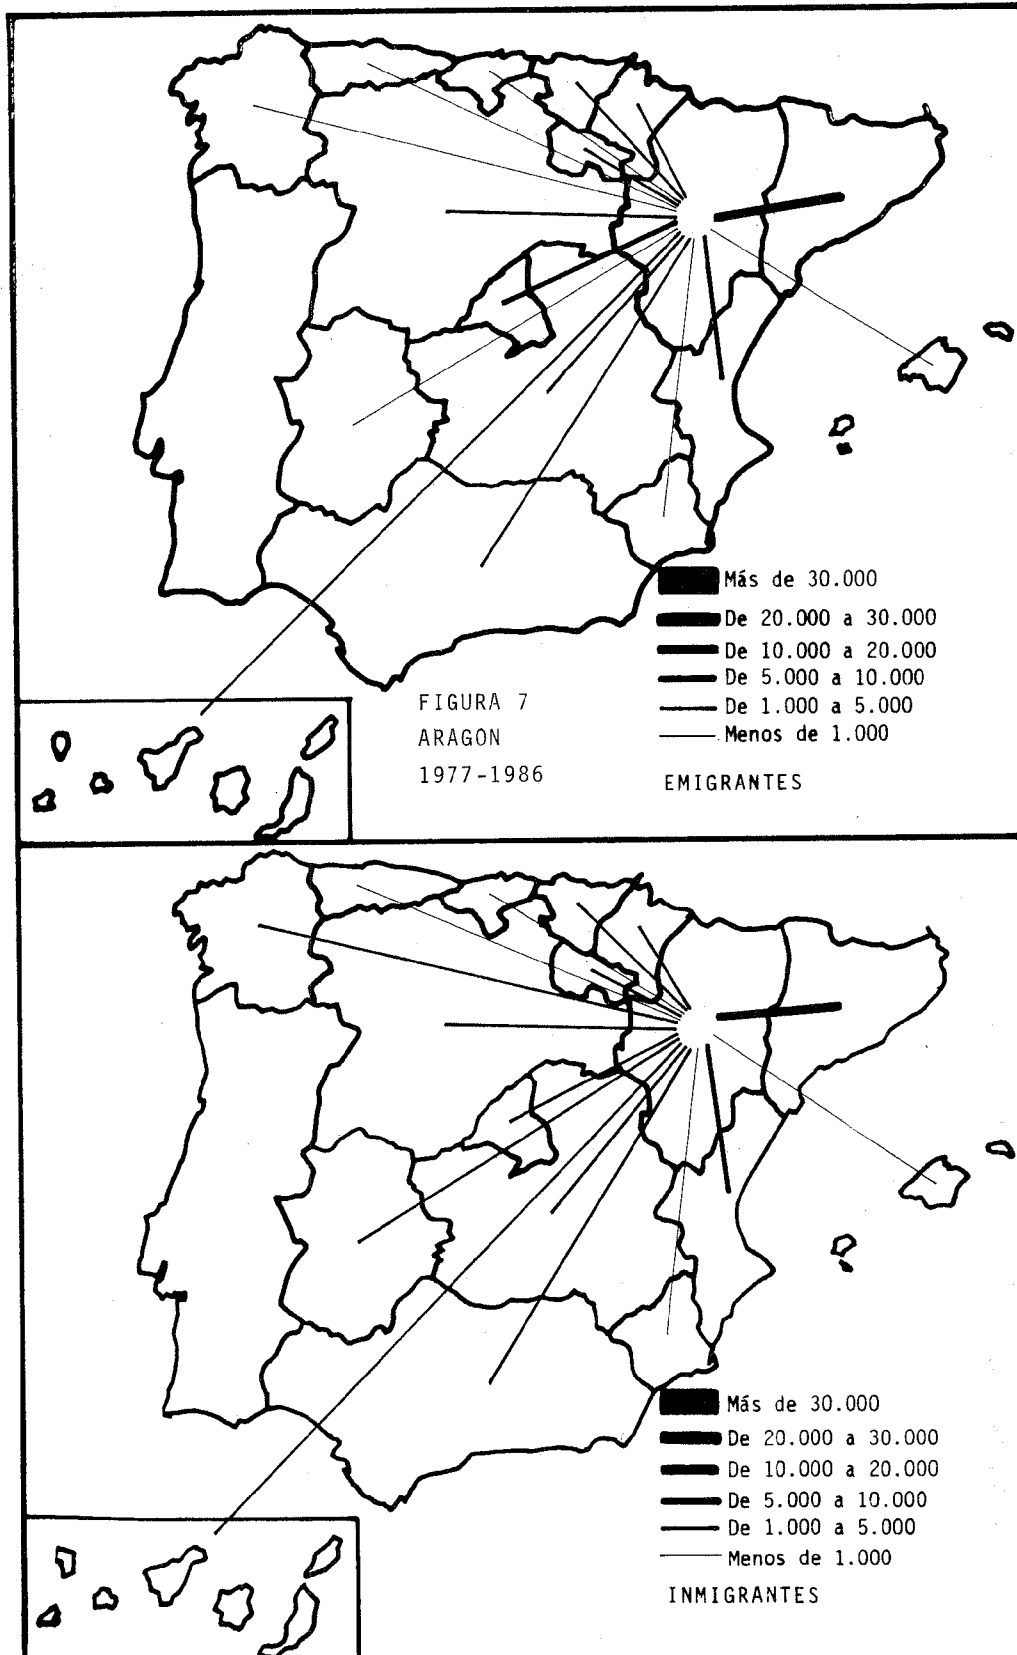 Más de 30.000
De 20.000 a 30.000
De 10.000 a 20.000
De 5.000 a 10.000
De 1.000 a 5.000
Menos de 1.000
EMIGRANTES
FIGURA 7
ARAGON
1977-1986
Más de 30.000
De 20.000 a 30.000
De 10.000 a 20.000
De 5.000 a 10.000
De 1.000 a 5.000
Menos de 1.000
INMIGRANTES